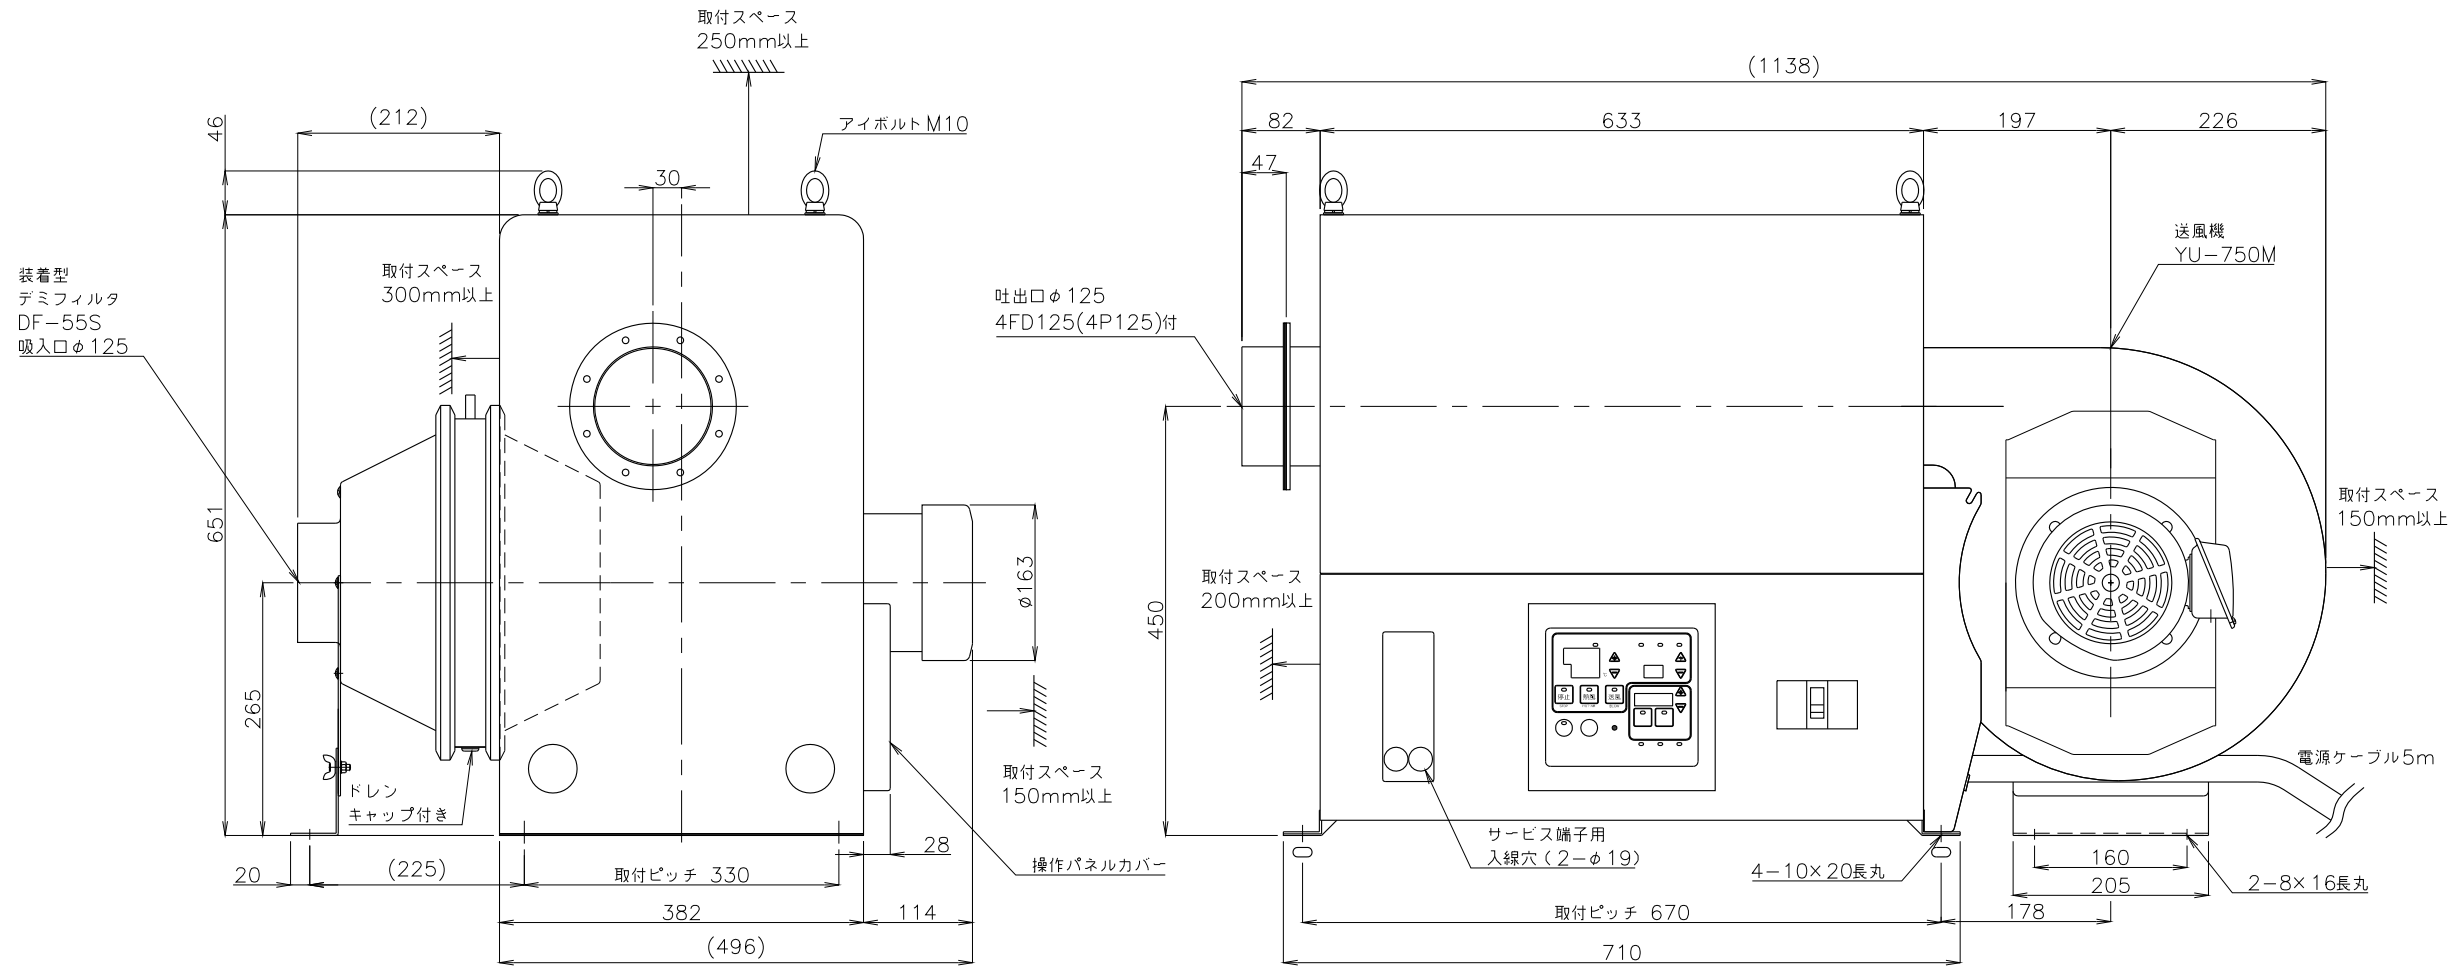 取付スペース
250mm以上
(212)
46
アイボルトM10
30
装着型
デミフィルタ
DF-55S
吸入口φ125
取付スペース
300mm以上
651
265
φ163
ドレン
キャップ付き
取付スペース
150mm以上
操作パネルカバー
20
(225)
取付ピッチ 330
28
382
114
(496)
(1138)
82
633
197
226
47
送風機
YU-750M
吐出口φ125
4FD125(4P125)付
取付スペース
150mm以上
取付スペース
200mm以上
450
停止
熱風
送風
電源ケーブル5m
サービス端子用
入線穴(2-φ19)
4-10×20長丸
160
205
2-8×16長丸
取付ピッチ 670
178
710